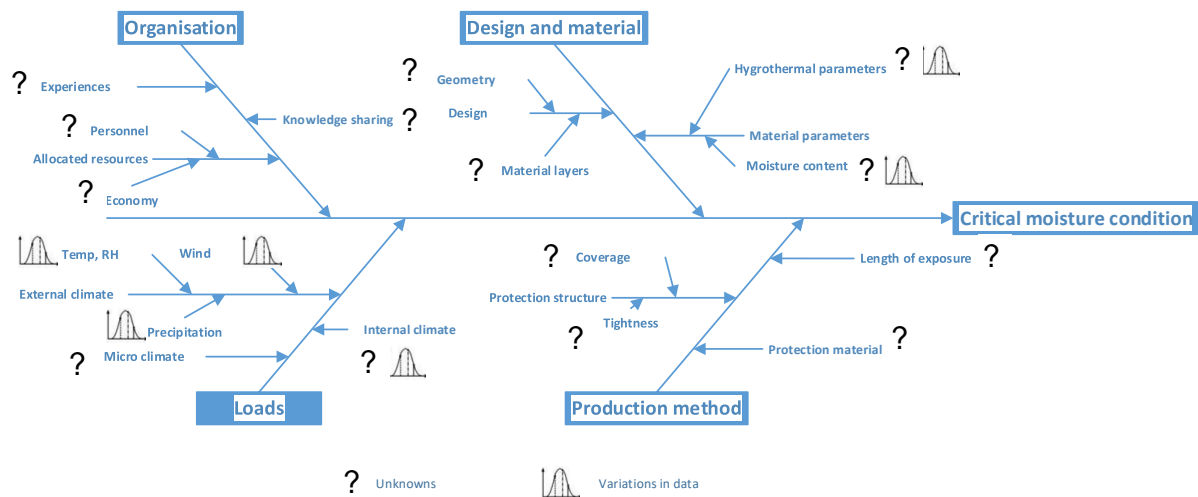 Organisation
Design and material
? Experiences
Knowledge sharing
? Personnel
Allocated resources
? Economy
? Geometry
? Design
? Material layers
Hygrothermal parameters ?
Material parameters
Moisture content ?
Critical moisture condition
Temp, RH
Wind
External climate
Precipitation
? Micro climate
Internal climate
?
Loads
? Coverage
Protection structure
Tightness
?
Length of exposure ?
Protection material ?
Production method
? Unknowns
Variations in data